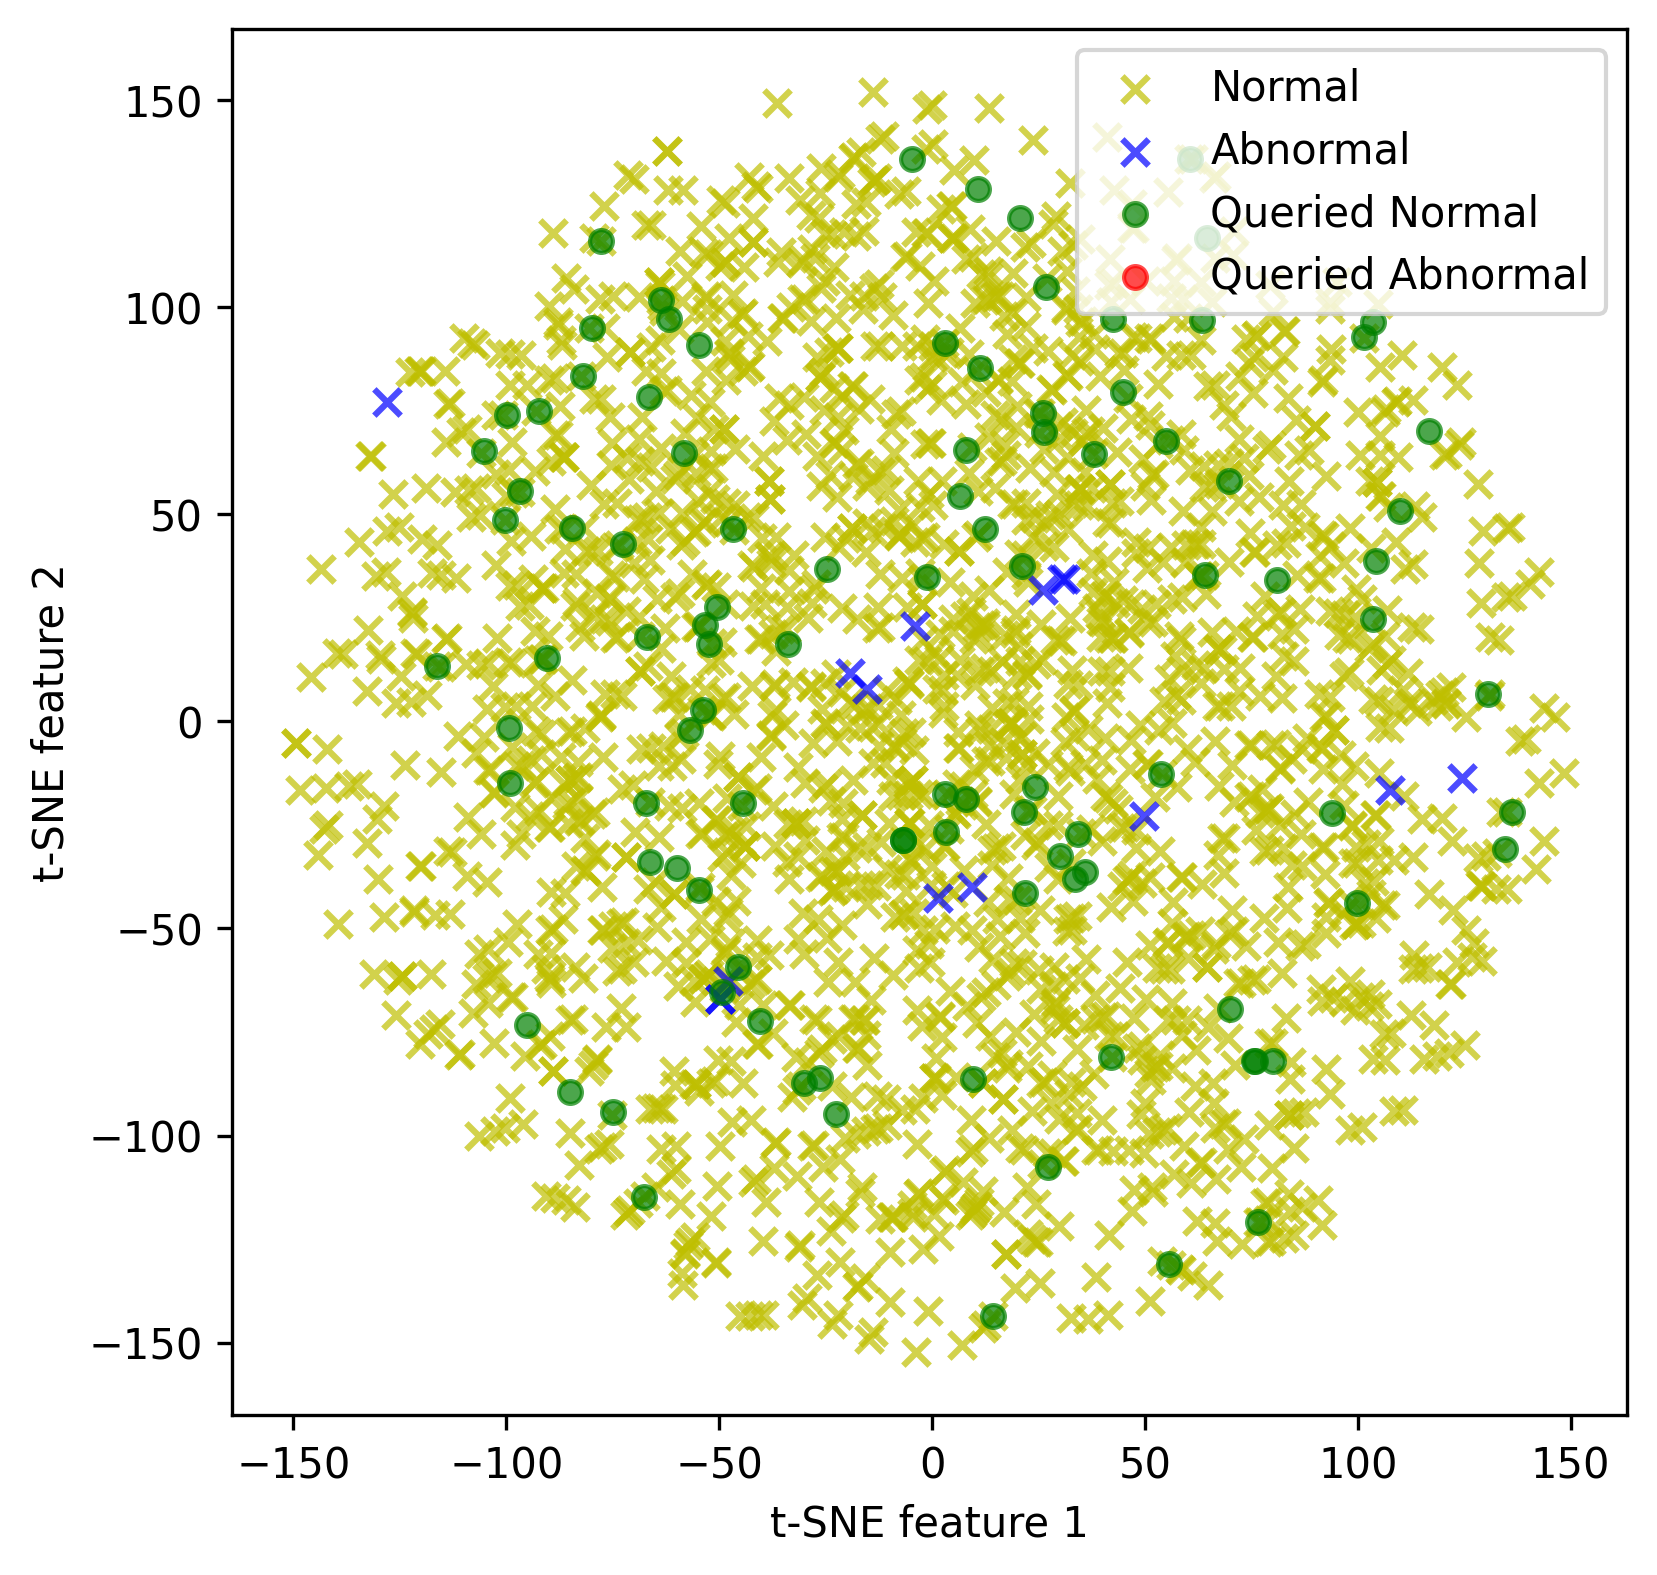 Normal
Abnormal
Queried Normal
Queried Abnormal
150
100
50
0
−50
−100
−150
t-SNE feature 2
−150 −100 −50 0 50 100 150
t-SNE feature 1